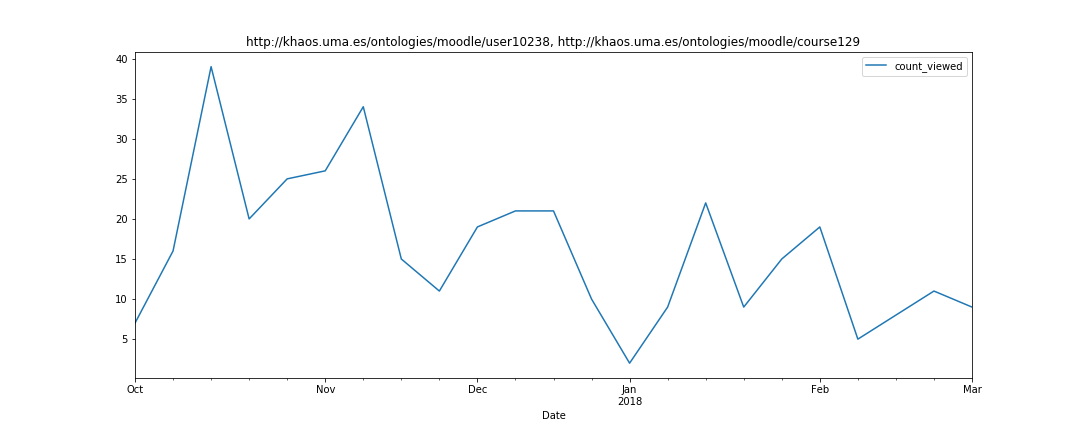 http://khaos.uma.es/ontologies/moodle/user10238, http://khaos.uma.es/ontologies/moodle/course129
count_viewed
40
35
30
25
20
15
10
5
Oct Nov Dec Jan Feb Mar
2018
Date